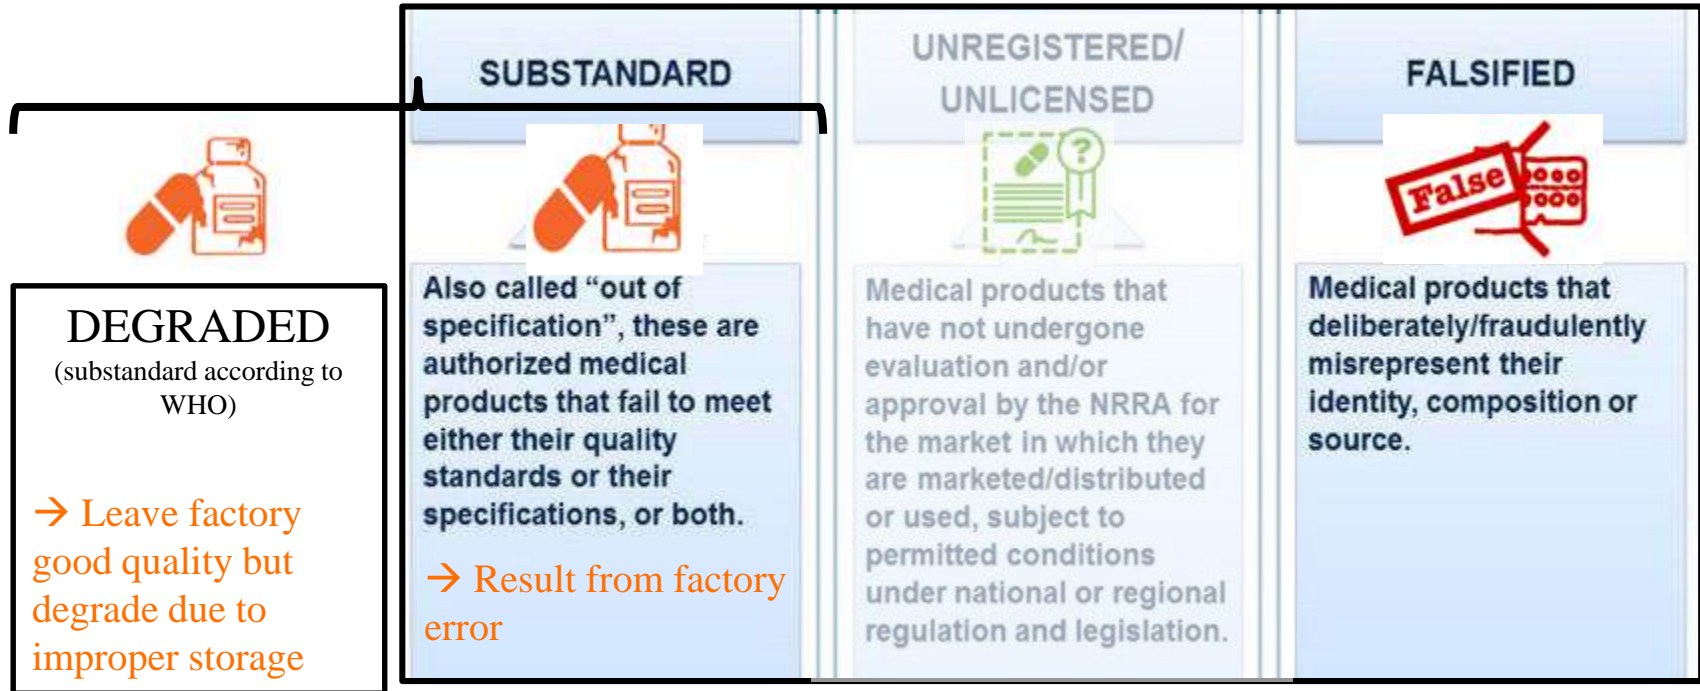 DEGRADED
(substandard according to
WHO)
→ Leave factory
good quality but
degrade due to
improper storage
SUBSTANDARD
Also called “out of
specification”, these are
authorized medical
products that fail to meet
either their quality
standards or their
specifications, or both.
→ Result from factory
error
UNREGISTERED/
UNLICENSED
?
Medical products that
have not undergone
evaluation and/or
approval by the NRRA for
the market in which they
are marketed/distributed
or used, subject to
permitted conditions
under national or regional
regulation and legislation.
FALSIFIED
False
Medical products that
deliberately/fraudulently
misrepresent their
identity, composition or
source.